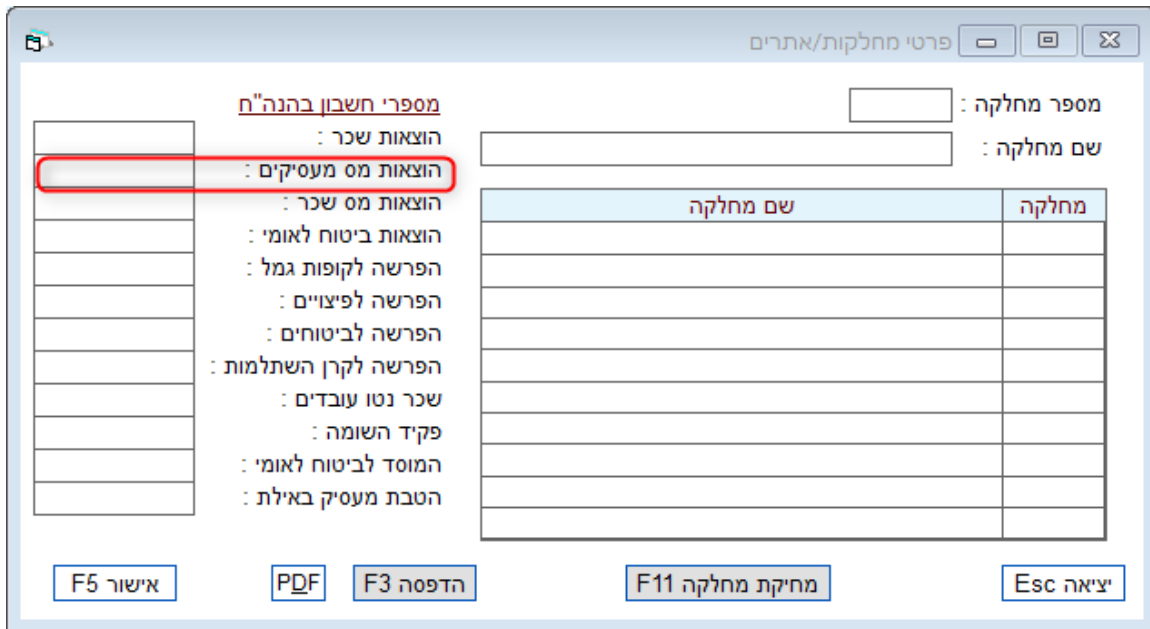 פרטי מחלקות/אתרים
מספר מחלקה :
שם מחלקה :
מחלקה שם מחלקה
מספרי חשבון בהנה"ח
הוצאות שכר :
הוצאות מס מעסיקים :
הוצאות מס שכר :
הוצאות ביטוח לאומי :
הפרשה לקופות גמל :
הפרשה לפיצויים :
הפרשה לביטוחים :
הפרשה לקרן השתלמות :
שכר נטו עובדים :
פקיד השומה :
המוסד לביטוח לאומי :
הטבת מעסיק באילת :
יציאה Esc מחיקת מחלקה F11 הדפסה F3 PDF אישור F5